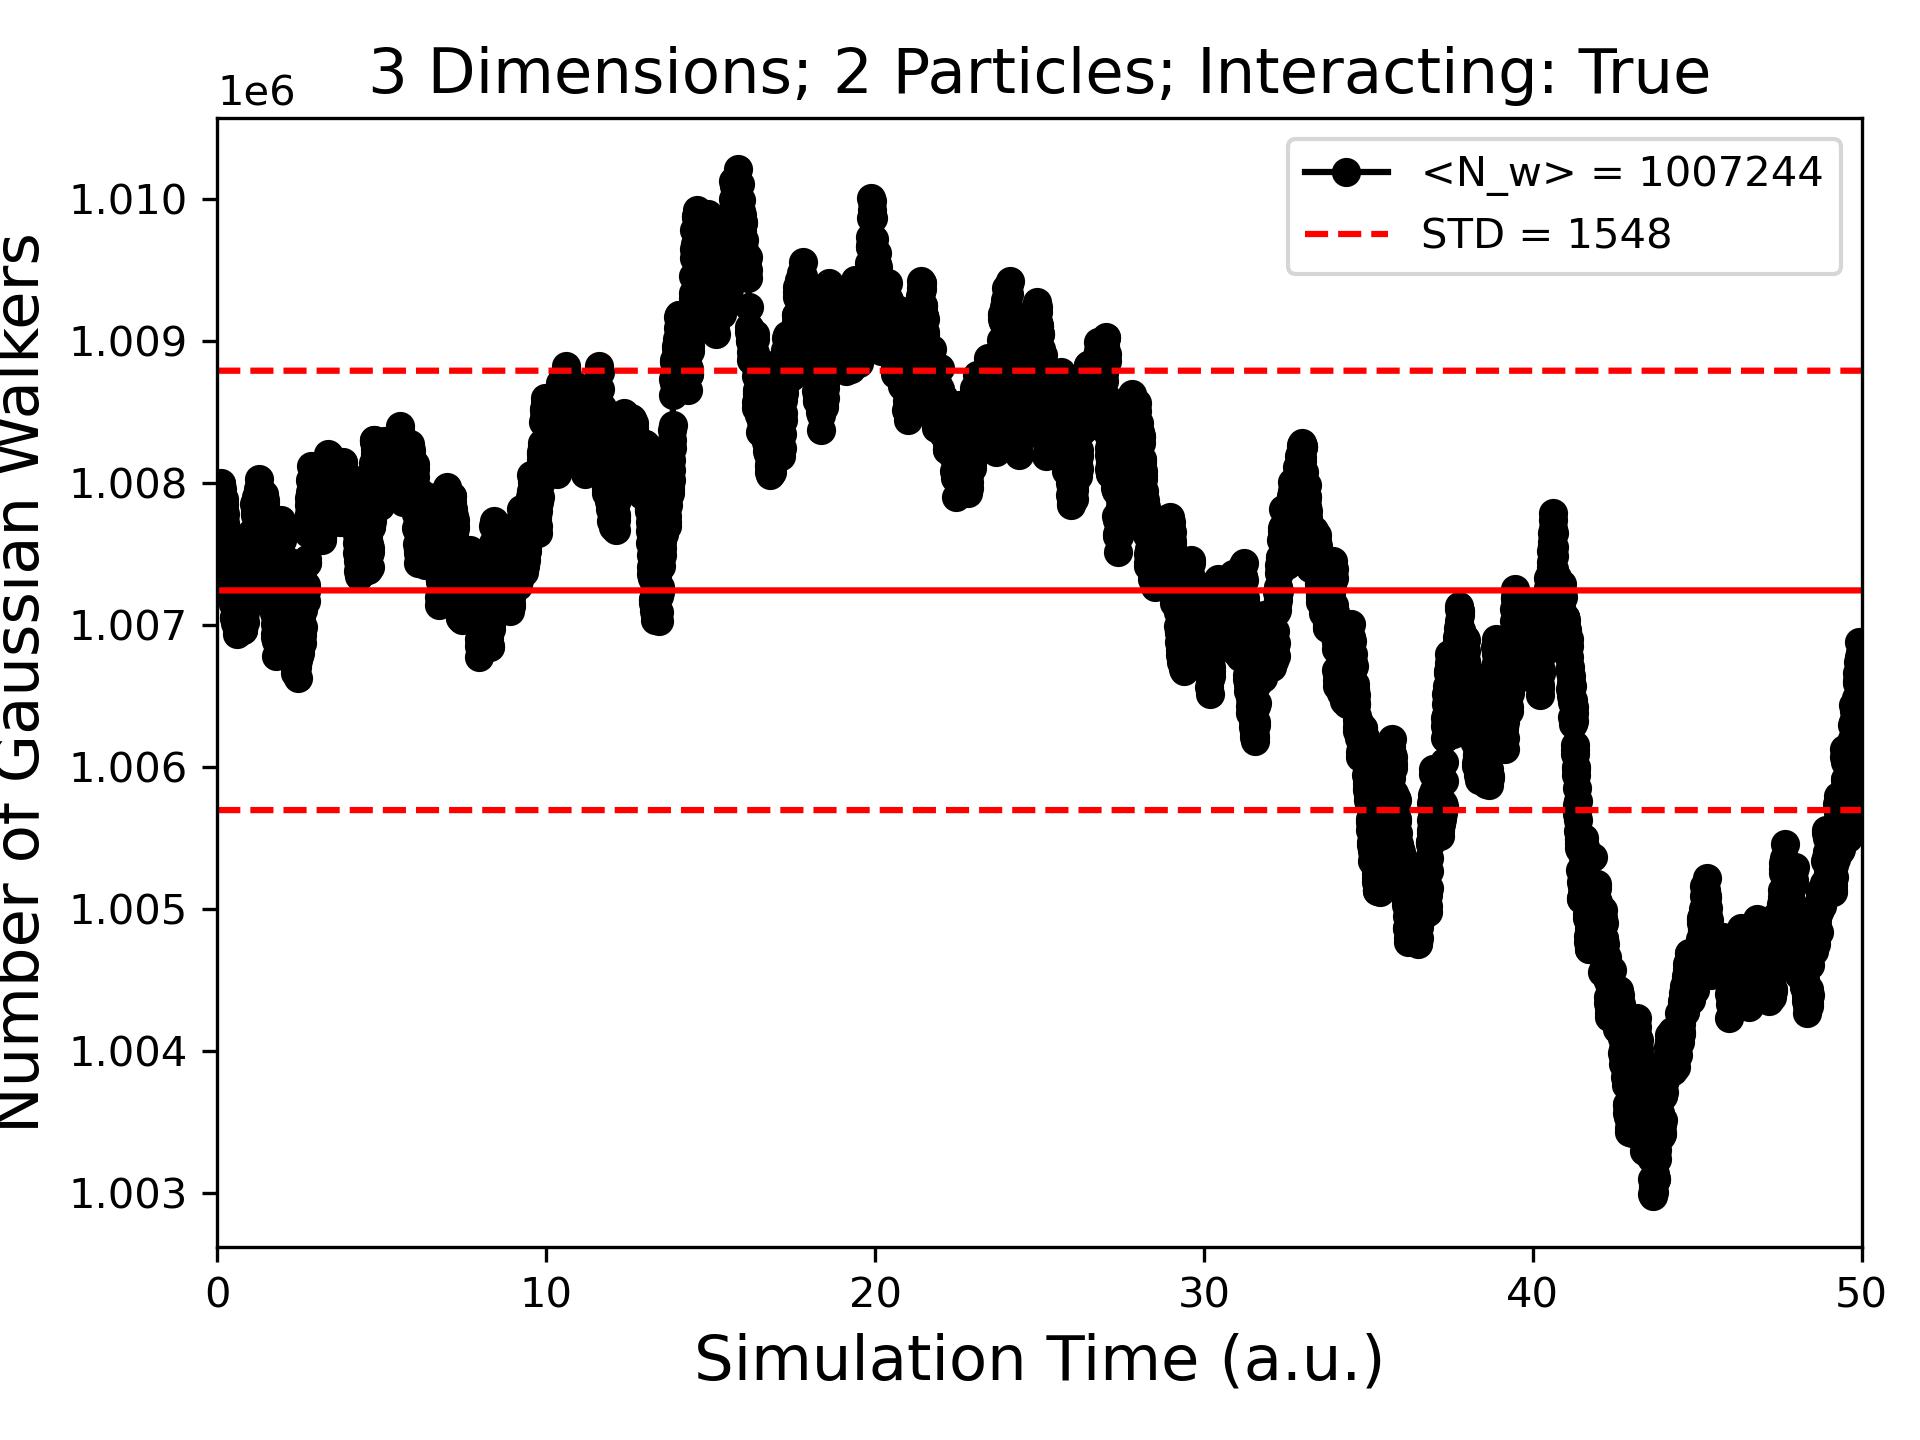 3 Dimensions; 2 Particles; Interacting: True
1e6
<N_w> = 1007244
STD = 1548
Number of Gaussian Walkers
1.010
1.009
1.008
1.007
1.006
1.005
1.004
1.003
0 10 20 30 40 50
Simulation Time (a.u.)